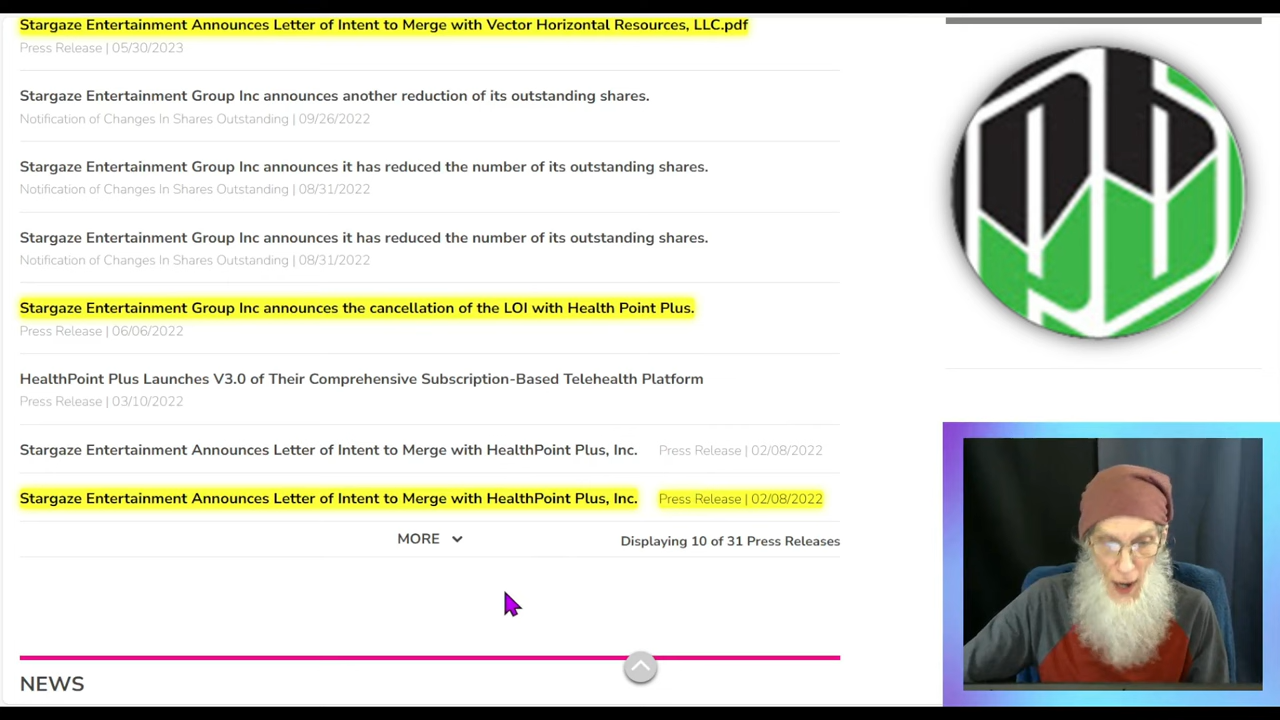 Stargaze Entertainment Announces Letter of Intent to Merge with Vector Horizontal Resources, LLC.pdf
Press Release | 05/30/2023
Stargaze Entertainment Group Inc announces another reduction of its outstanding shares.
Notification of Changes In Shares Outstanding | 09/26/2022
Stargaze Entertainment Group Inc announces it has reduced the number of its outstanding shares.
Notification of Changes In Shares Outstanding | 08/31/2022
Stargaze Entertainment Group Inc announces it has reduced the number of its outstanding shares.
Notification of Changes In Shares Outstanding | 08/31/2022
Stargaze Entertainment Group Inc announces the cancellation of the LOI with Health Point Plus.
Press Release | 06/06/2022
HealthPoint Plus Launches V3.0 of Their Comprehensive Subscription-Based Telehealth Platform
Press Release | 03/10/2022
Stargaze Entertainment Announces Letter of Intent to Merge with HealthPoint Plus, Inc. Press Release | 02/08/2022
Stargaze Entertainment Announces Letter of Intent to Merge with HealthPoint Plus, Inc. Press Release | 02/08/2022
MORE Displaying 10 of 31 Press Releases
NEWS